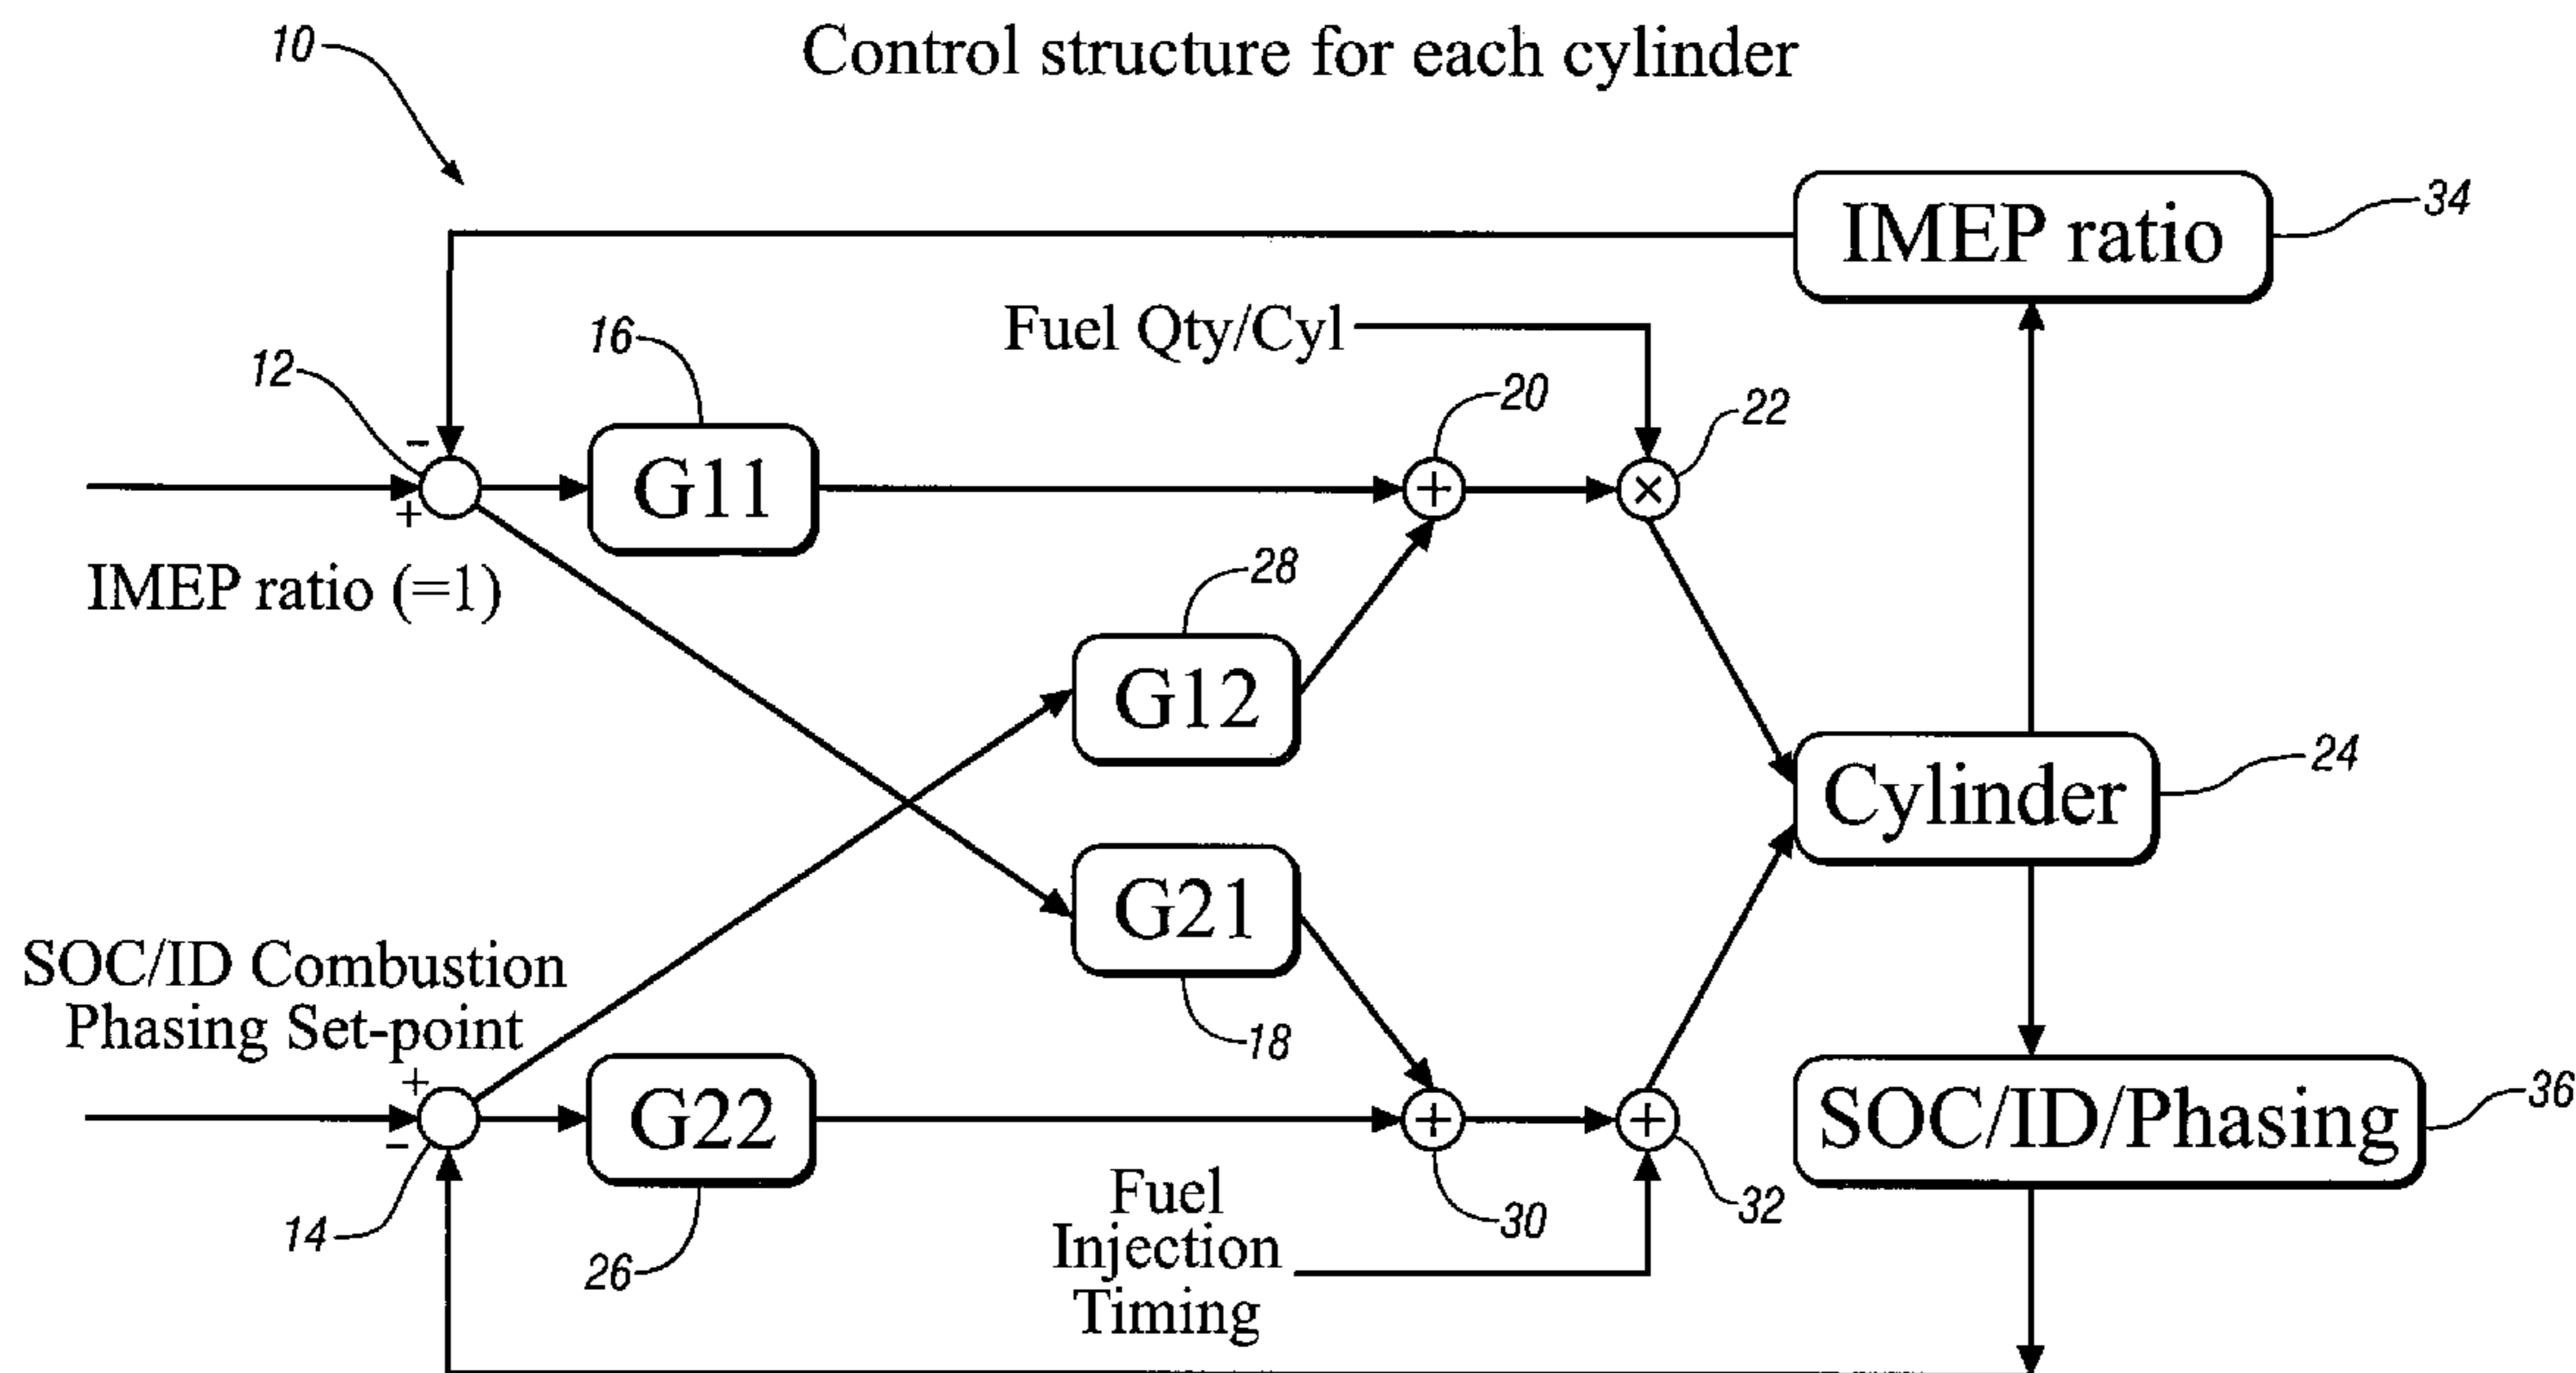 10
Control structure for each cylinder
IMEP ratio
34
Fuel Qty/Cyl
16
12
20
22
-
+
G11
+
×
IMEP ratio (=1)
28
G12
24
Cylinder
G21
SOC/ID Combustion
Phasing Set-point
18
+
-
G22
+
+
SOC/ID/Phasing
36
14
26
Fuel
Injection
Timing
30
32